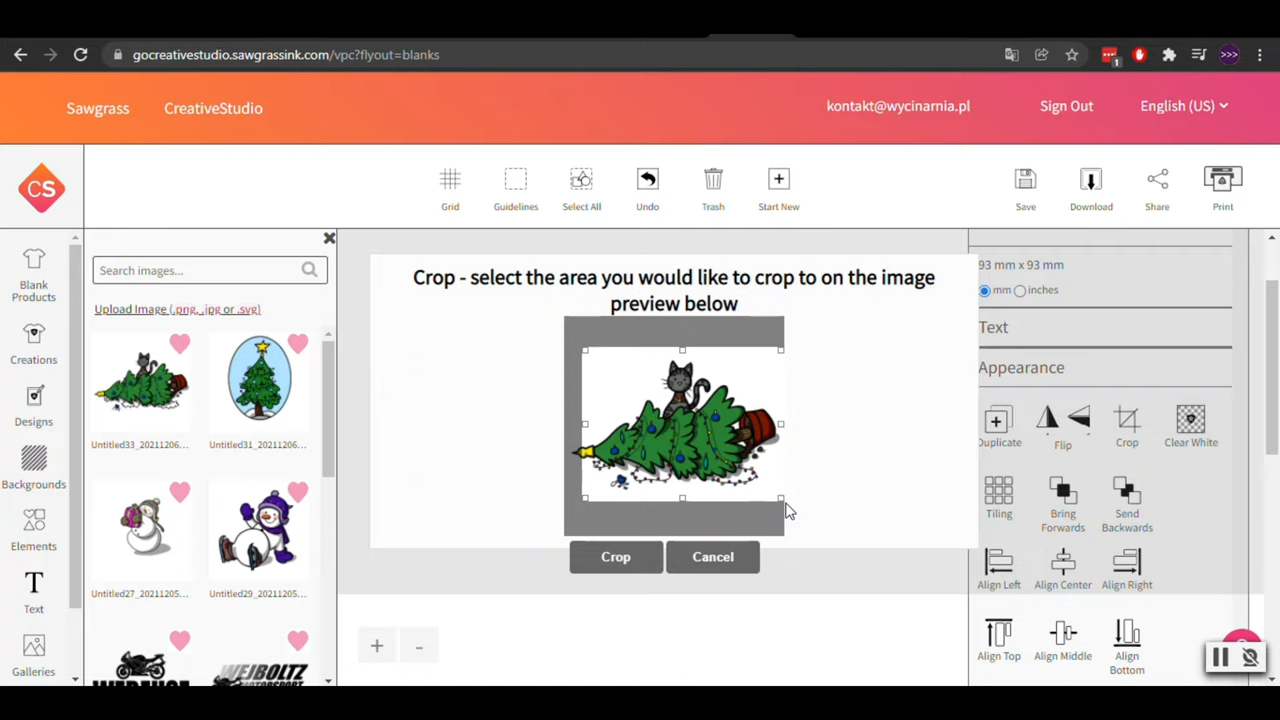 gocreativestudio.sawgrassink.com/vpc?flyout=blanks
>>>
1
Sawgrass CreativeStudio kontakt@wycinarnia.pl Sign Out English (US)
CS
Grid Guidelines Select All Undo Trash Start New Save Download Share Print
Blank Products
Creations
Designs
Backgrounds
Elements
T
Text
Galleries
Search images...
Upload Image (.png, .jpg or .svg)
Untitled33_20211206... Untitled31_20211206...
Untitled27_20211205... Untitled29_20211205...
WEJBOLTZ
Crop - select the area you would like to crop to on the image
preview below
Crop Cancel
+ -
93 mm x 93 mm
mm inches
Text
Appearance
Duplicate Flip Crop Clear White
Tiling Bring Forwards Send Backwards
Align Left Align Center Align Right
Align Top Align Middle Align Bottom